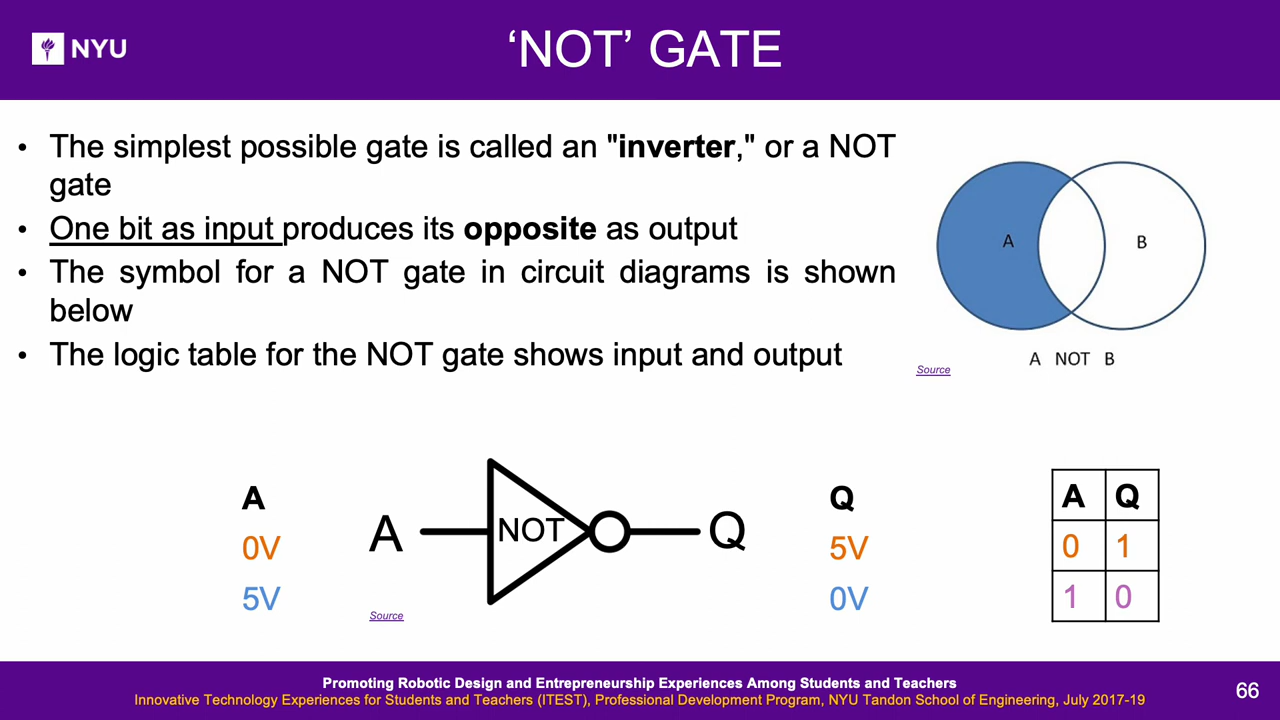 NYU
‘NOT’ GATE
• The simplest possible gate is called an "inverter," or a NOT
gate
• One bit as input produces its opposite as output
• The symbol for a NOT gate in circuit diagrams is shown
below
• The logic table for the NOT gate shows input and output
A B
A NOT B
Source
A
0V
5V
A NOT Q
Source
Q
5V
0V
A Q
0 1
1 0
Promoting Robotic Design and Entrepreneurship Experiences Among Students and Teachers
Innovative Technology Experiences for Students and Teachers (ITEST), Professional Development Program, NYU Tandon School of Engineering, July 2017-19
66